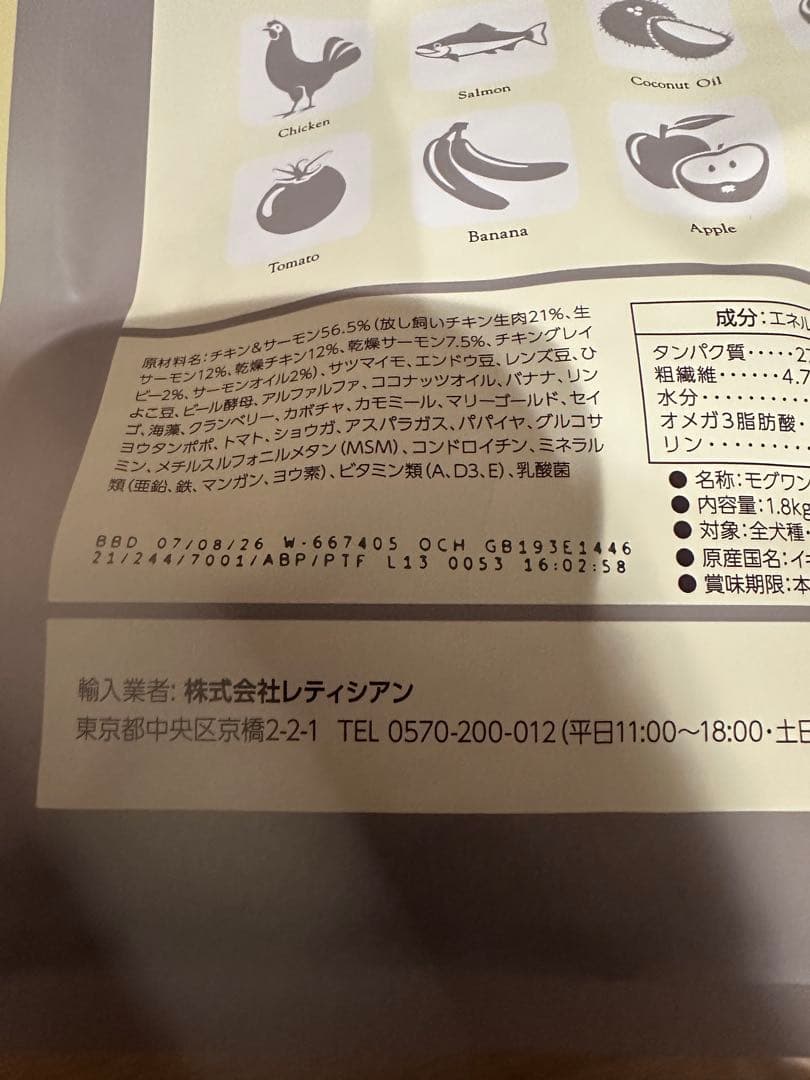 Chicken
Salmon
Coconut Oil
Tomato
Banana
Apple
原材料名:チキン&サーモン56.5%(放し飼いチキン生肉21%、生
サーモン12%、乾燥チキン12%、乾燥サーモン7.5%、チキングレイ
ビー2%、サーモンオイル2%)、サツマイモ、エンドウ豆、レンズ豆、ひ
よこ豆、ビール酵母、アルファルファ、ココナッツオイル、バナナ、リン
ゴ、海藻、クランベリー、カボチャ、カモミール、マリーゴールド、セイ
ヨウタンポポ、トマト、ショウガ、アスパラガス、パパイヤ、グルコサ
ミン、メチルスルフォニルメタン(MSM)、コンドロイチン、ミネラル
類(亜鉛、鉄、マンガン、ヨウ素)、ビタミン類(A、D3、E)、乳酸菌
BBD 07/08/26 W-667405 OCH GB193E1446
21/244/7001/ABP/PTF L13 0053 16:02:58
成分:エネル
タンパク質‥‥‥2
粗繊維‥‥‥4.7
水分‥‥‥
オメガ3脂肪酸‥
リン‥‥‥
●名称:モグワン
●内容量:1.8kg
●対象:全犬種・
●原産国名:イギ
●賞味期限:本
輸入業者:株式会社レティシアン
東京都中央区京橋2-2-1 TEL 0570-200-012(平日11:00〜18:00・土日